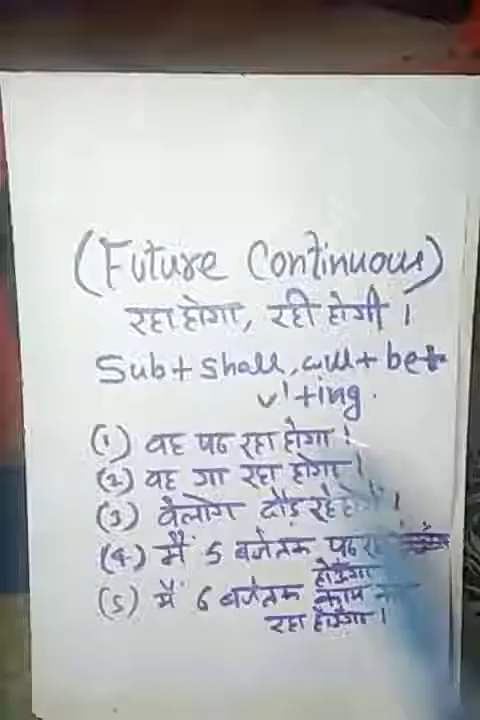 (Future Continuous)
रहा होगा, रही होगी ।
Sub + shall, will + be +
v¹ + ing.
(1) वह पढ रहा होगा ।
(2) वह गा रहा होगा ।
(3) वेलोग दौड़ रहे होंगे ।
(4) मैं 5 बजेतक पढ रहा
होऊँगा
(5) मैं 6 बजेतक काम
रहा होऊँगा ।